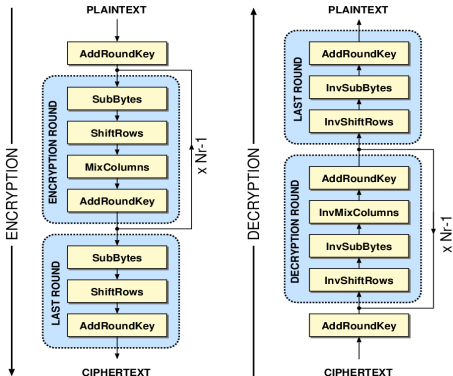 PLAINTEXT
AddRoundKey
ENCRYPTION
ENCRYPTION ROUND
SubBytes
ShiftRows
MixColumns
AddRoundKey
x Nr-1
LAST ROUND
SubBytes
ShiftRows
AddRoundKey
CIPHERTEXT
PLAINTEXT
DECRYPTION
LAST ROUND
AddRoundKey
InvSubBytes
InvShiftRows
DECRYPTION ROUND
AddRoundKey
InvMixColumns
InvSubBytes
InvShiftRows
x Nr-1
AddRoundKey
CIPHERTEXT